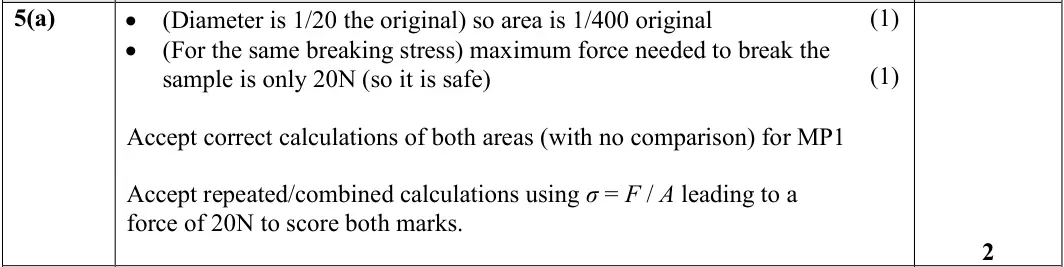 5(a)
• (Diameter is 1/20 the original) so area is 1/400 original (1)
• (For the same breaking stress) maximum force needed to break the
sample is only 20N (so it is safe) (1)
Accept correct calculations of both areas (with no comparison) for MP1
Accept repeated/combined calculations using σ = F / A leading to a
force of 20N to score both marks.
2